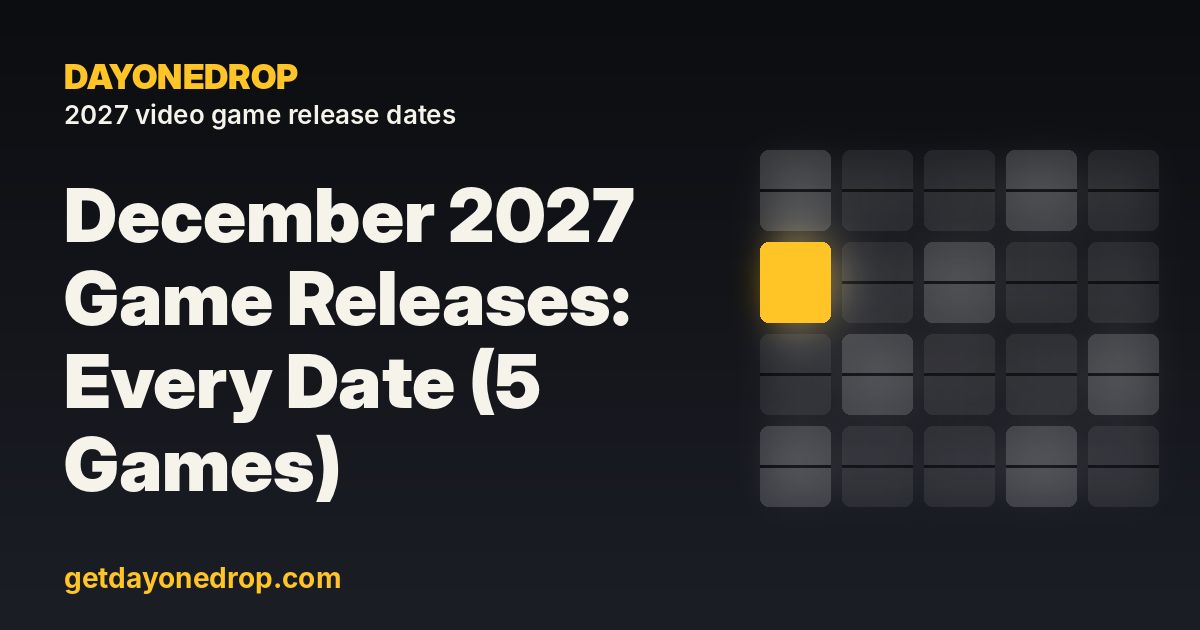 DAYONEDROP
2027 video game release dates
December 2027
Game Releases:
Every Date (5
Games)
getdayonedrop.com